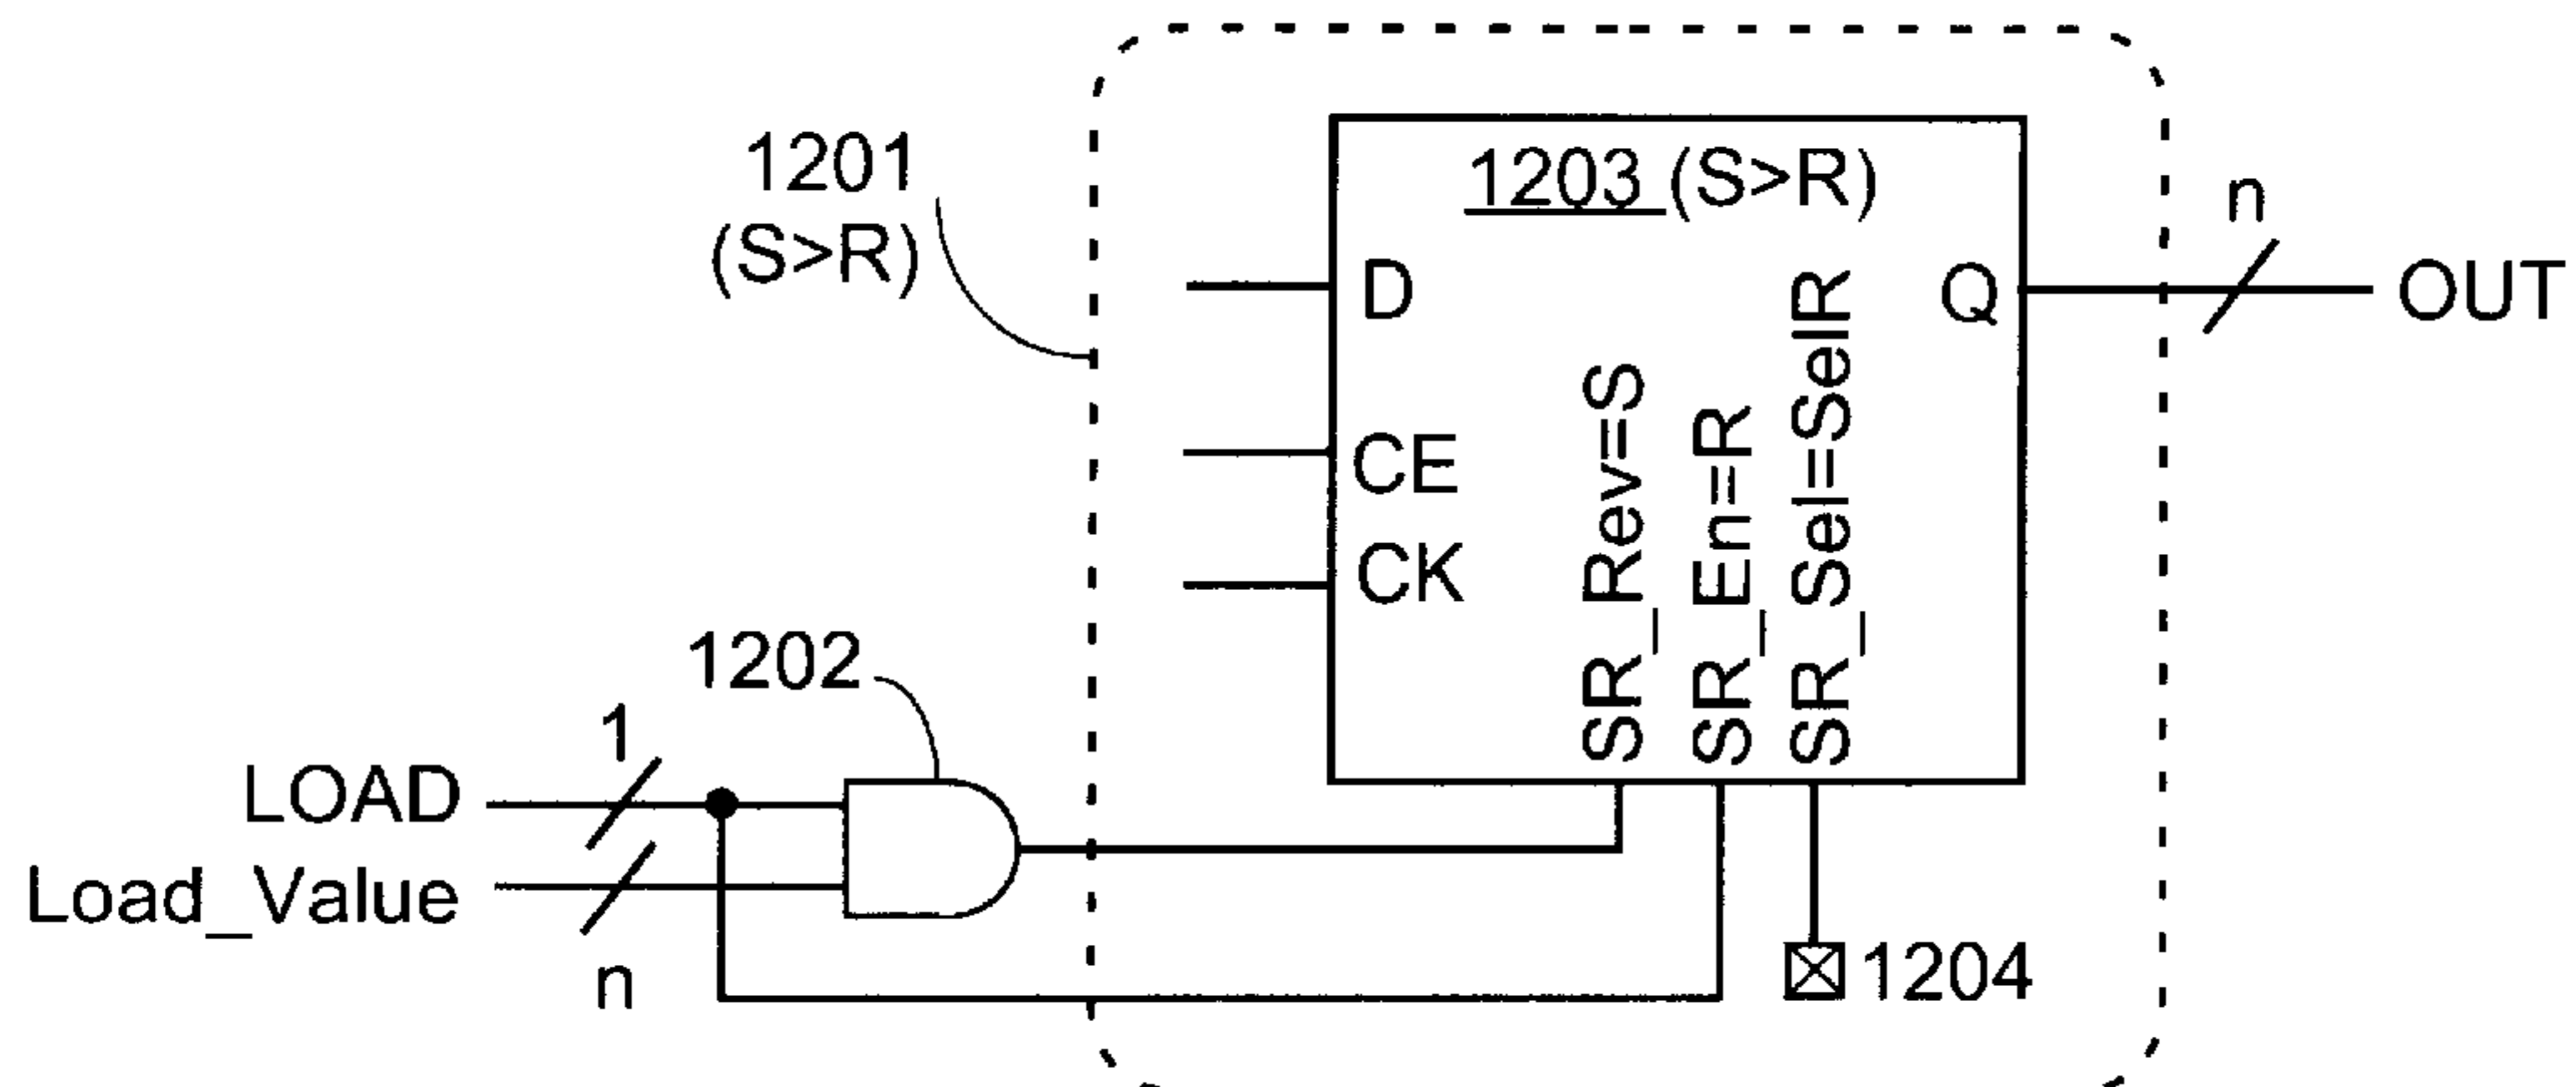 1201
(S>R)
1203 (S>R)
D
CE
CK
Q
SR_Rev=S
SR_En=R
SR_Sel=SelR
n
OUT
1202
LOAD
1
Load_Value
n
1204